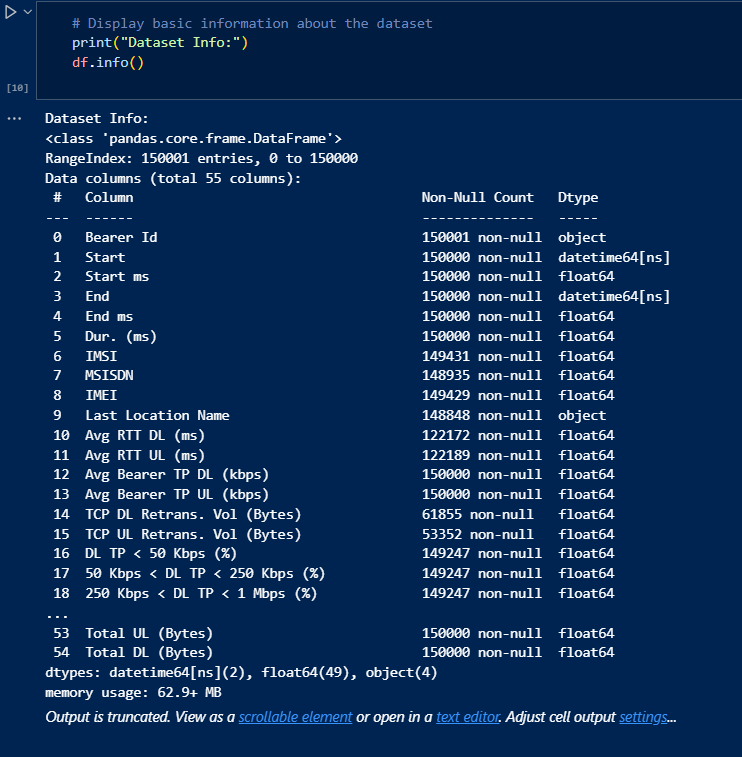 # Display basic information about the dataset
print("Dataset Info:")
df.info()
[10]
... Dataset Info:
<class 'pandas.core.frame.DataFrame'>
RangeIndex: 150001 entries, 0 to 150000
Data columns (total 55 columns):
 #   Column                                    Non-Null Count   Dtype
---  ------                                    --------------   -----
 0   Bearer Id                                 150001 non-null  object
 1   Start                                     150000 non-null  datetime64[ns]
 2   Start ms                                  150000 non-null  float64
 3   End                                       150000 non-null  datetime64[ns]
 4   End ms                                    150000 non-null  float64
 5   Dur. (ms)                                 150000 non-null  float64
 6   IMSI                                      149431 non-null  float64
 7   MSISDN                                    148935 non-null  float64
 8   IMEI                                      149429 non-null  float64
 9   Last Location Name                        148848 non-null  object
 10  Avg RTT DL (ms)                           122172 non-null  float64
 11  Avg RTT UL (ms)                           122189 non-null  float64
 12  Avg Bearer TP DL (kbps)                   150000 non-null  float64
 13  Avg Bearer TP UL (kbps)                   150000 non-null  float64
 14  TCP DL Retrans. Vol (Bytes)               61855 non-null   float64
 15  TCP UL Retrans. Vol (Bytes)               53352 non-null   float64
 16  DL TP < 50 Kbps (%)                       149247 non-null  float64
 17  50 Kbps < DL TP < 250 Kbps (%)            149247 non-null  float64
 18  250 Kbps < DL TP < 1 Mbps (%)             149247 non-null  float64
...
 53  Total UL (Bytes)                          150000 non-null  float64
 54  Total DL (Bytes)                          150000 non-null  float64
dtypes: datetime64[ns](2), float64(49), object(4)
memory usage: 62.9+ MB
Output is truncated. View as a scrollable element or open in a text editor. Adjust cell output settings...